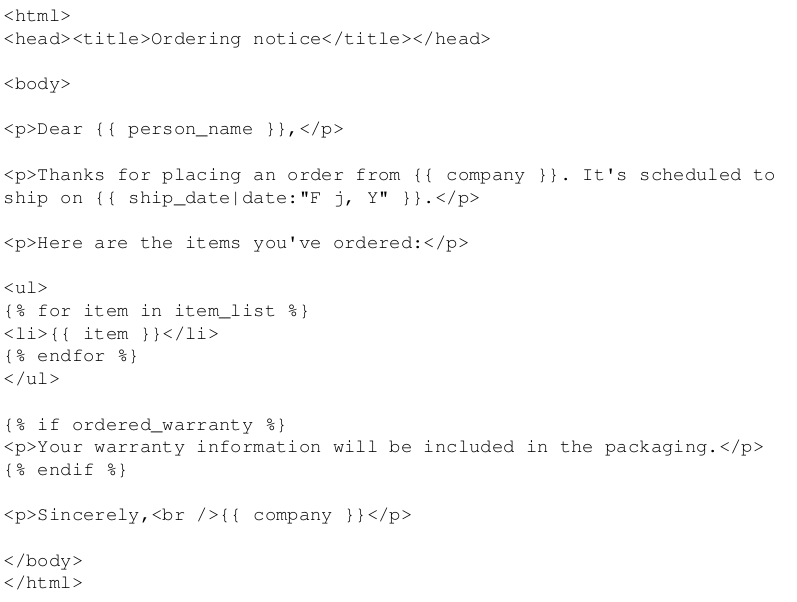 <html>
<head><title>Ordering notice</title></head>
<body>
<p>Dear {{ person_name }},</p>
<p>Thanks for placing an order from {{ company }}. It's scheduled to
ship on {{ ship_date|date:"F j, Y" }}.</p>
<p>Here are the items you've ordered:</p>
<ul>
{% for item in item_list %}
<li>{{ item }}</li>
{% endfor %}
</ul>
{% if ordered_warranty %}
<p>Your warranty information will be included in the packaging.</p>
{% endif %}
<p>Sincerely,<br />{{ company }}</p>
</body>
</html>